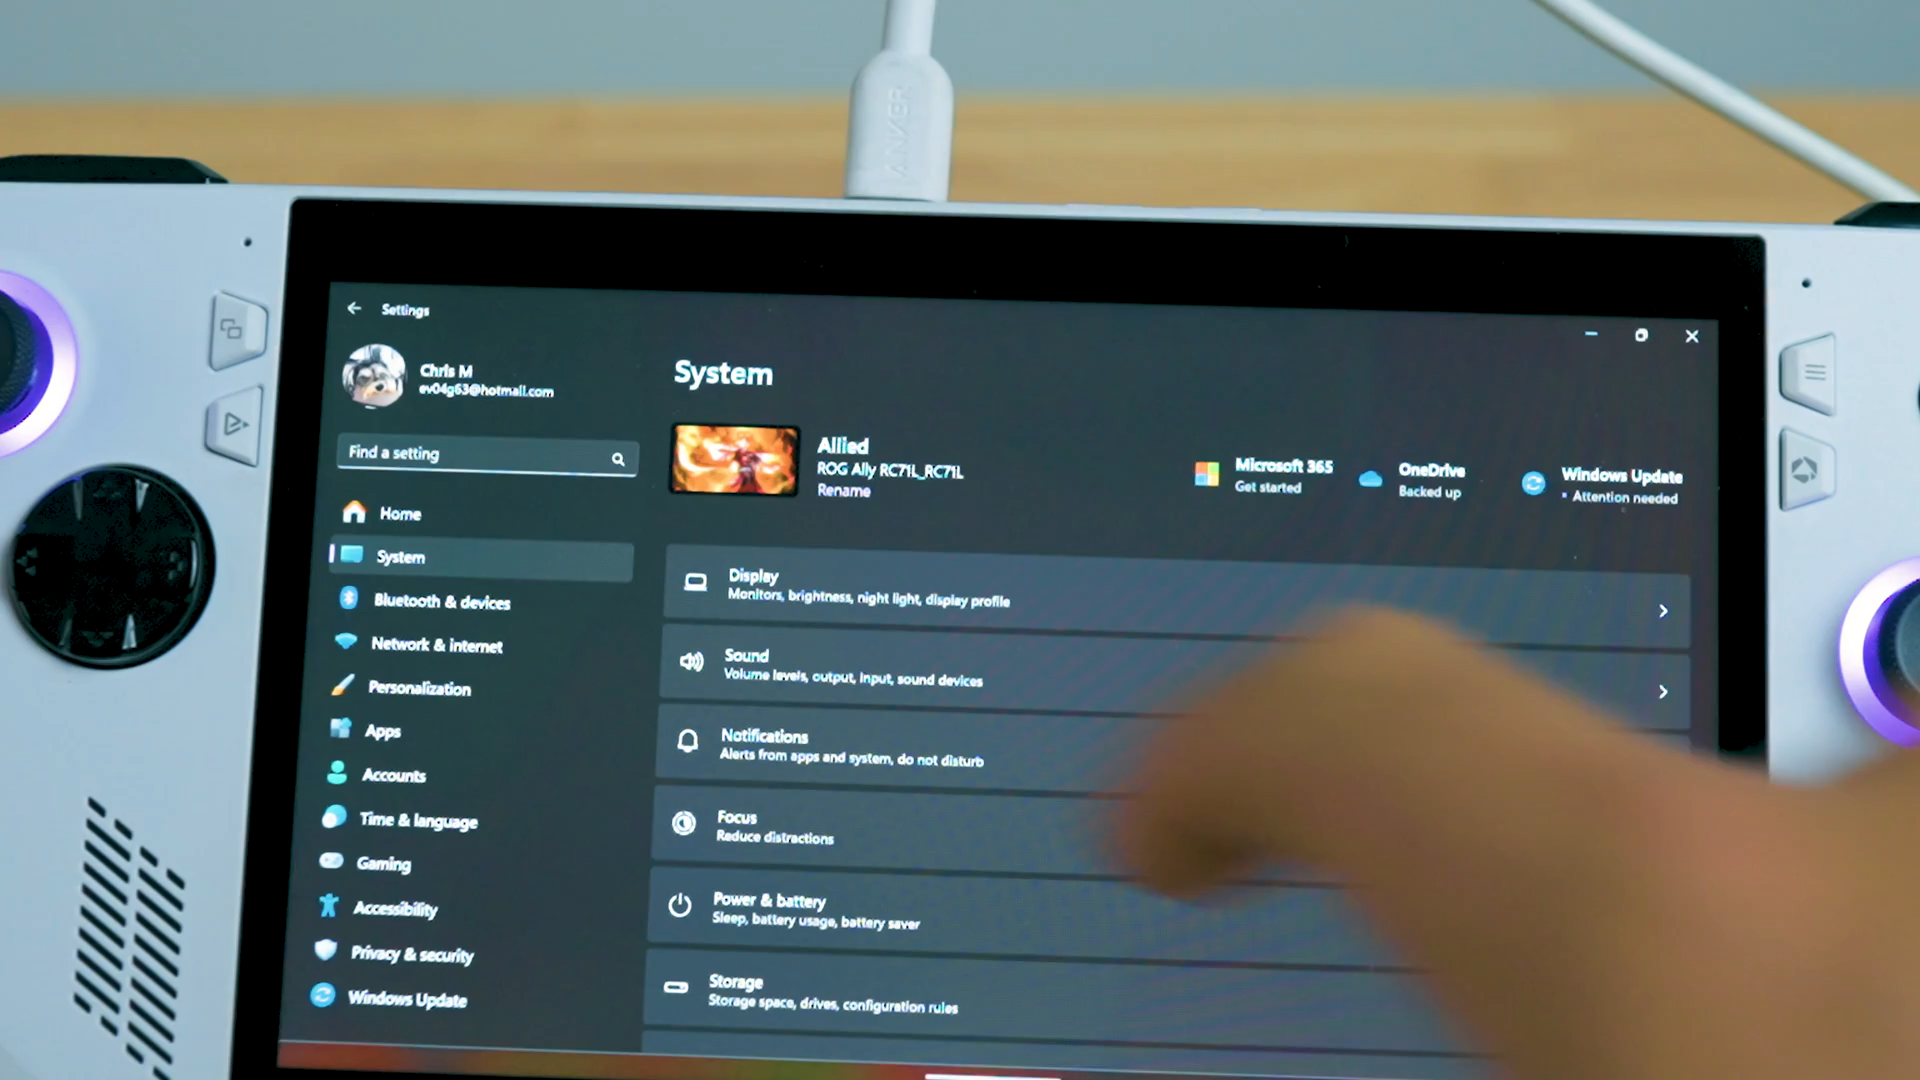 ANKER
Settings
Chris M
ev04g63@hotmail.com
Find a setting
Home
System
Bluetooth & devices
Network & internet
Personalization
Apps
Accounts
Time & language
Gaming
Accessibility
Privacy & security
Windows Update
System
Allied
ROG Ally RC71L_RC71L
Rename
Microsoft 365
Get started
OneDrive
Backed up
Windows Update
Attention needed
Display
Monitors, brightness, night light, display profile
Sound
Volume levels, output, input, sound devices
Notifications
Alerts from apps and system, do not disturb
Focus
Reduce distractions
Power & battery
Sleep, battery usage, battery saver
Storage
Storage space, drives, configuration rules